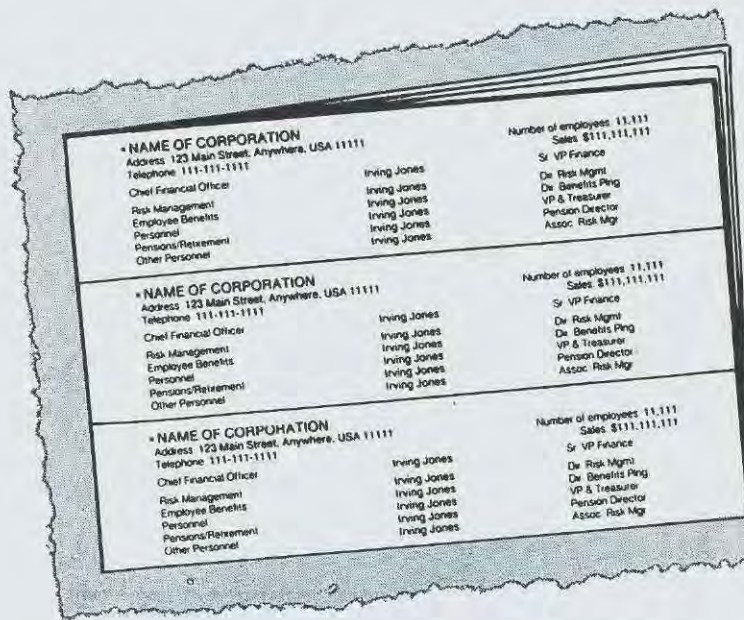 • NAME OF CORPORATION Number of employees 11,111
Address 123 Main Street, Anywhere, USA 11111 Sales $111,111,111
Telephone 111-111-1111
Chief Financial Officer Irving Jones Sr VP Finance
Risk Management Irving Jones Dir Risk Mgmt
Employee Benefits Irving Jones Dir Benefits Plng
Personnel Irving Jones VP & Treasurer
Pensions/Retirement Irving Jones Pension Director
Other Personnel Irving Jones Assoc Risk Mgr
• NAME OF CORPORATION Number of employees 11,111
Address 123 Main Street, Anywhere, USA 11111 Sales $111,111,111
Telephone 111-111-1111
Chief Financial Officer Irving Jones Sr VP Finance
Risk Management Irving Jones Dir Risk Mgmt
Employee Benefits Irving Jones Dir Benefits Plng
Personnel Irving Jones VP & Treasurer
Pensions/Retirement Irving Jones Pension Director
Other Personnel Irving Jones Assoc Risk Mgr
• NAME OF CORPORATION Number of employees 11,111
Address 123 Main Street, Anywhere, USA 11111 Sales $111,111,111
Telephone 111-111-1111
Chief Financial Officer Irving Jones Sr VP Finance
Risk Management Irving Jones Dir Risk Mgmt
Employee Benefits Irving Jones Dir Benefits Plng
Personnel Irving Jones VP & Treasurer
Pensions/Retirement Irving Jones Pension Director
Other Personnel Irving Jones Assoc Risk Mgr